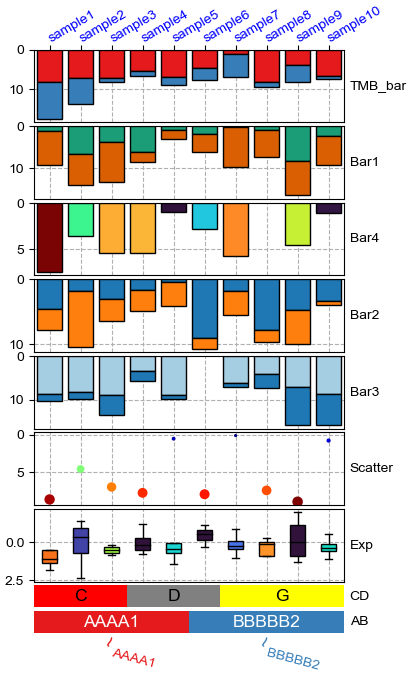 sample1 sample2 sample3 sample4 sample5 sample6 sample7 sample8 sample9 sample10
0
10
TMB_bar
0
10
Bar1
0
5
Bar4
0
10
Bar2
0
10
Bar3
0
5
Scatter
0.0
2.5
Exp
C D G CD
AAAA1 BBBBB2 AB
AAAA1 BBBBB2